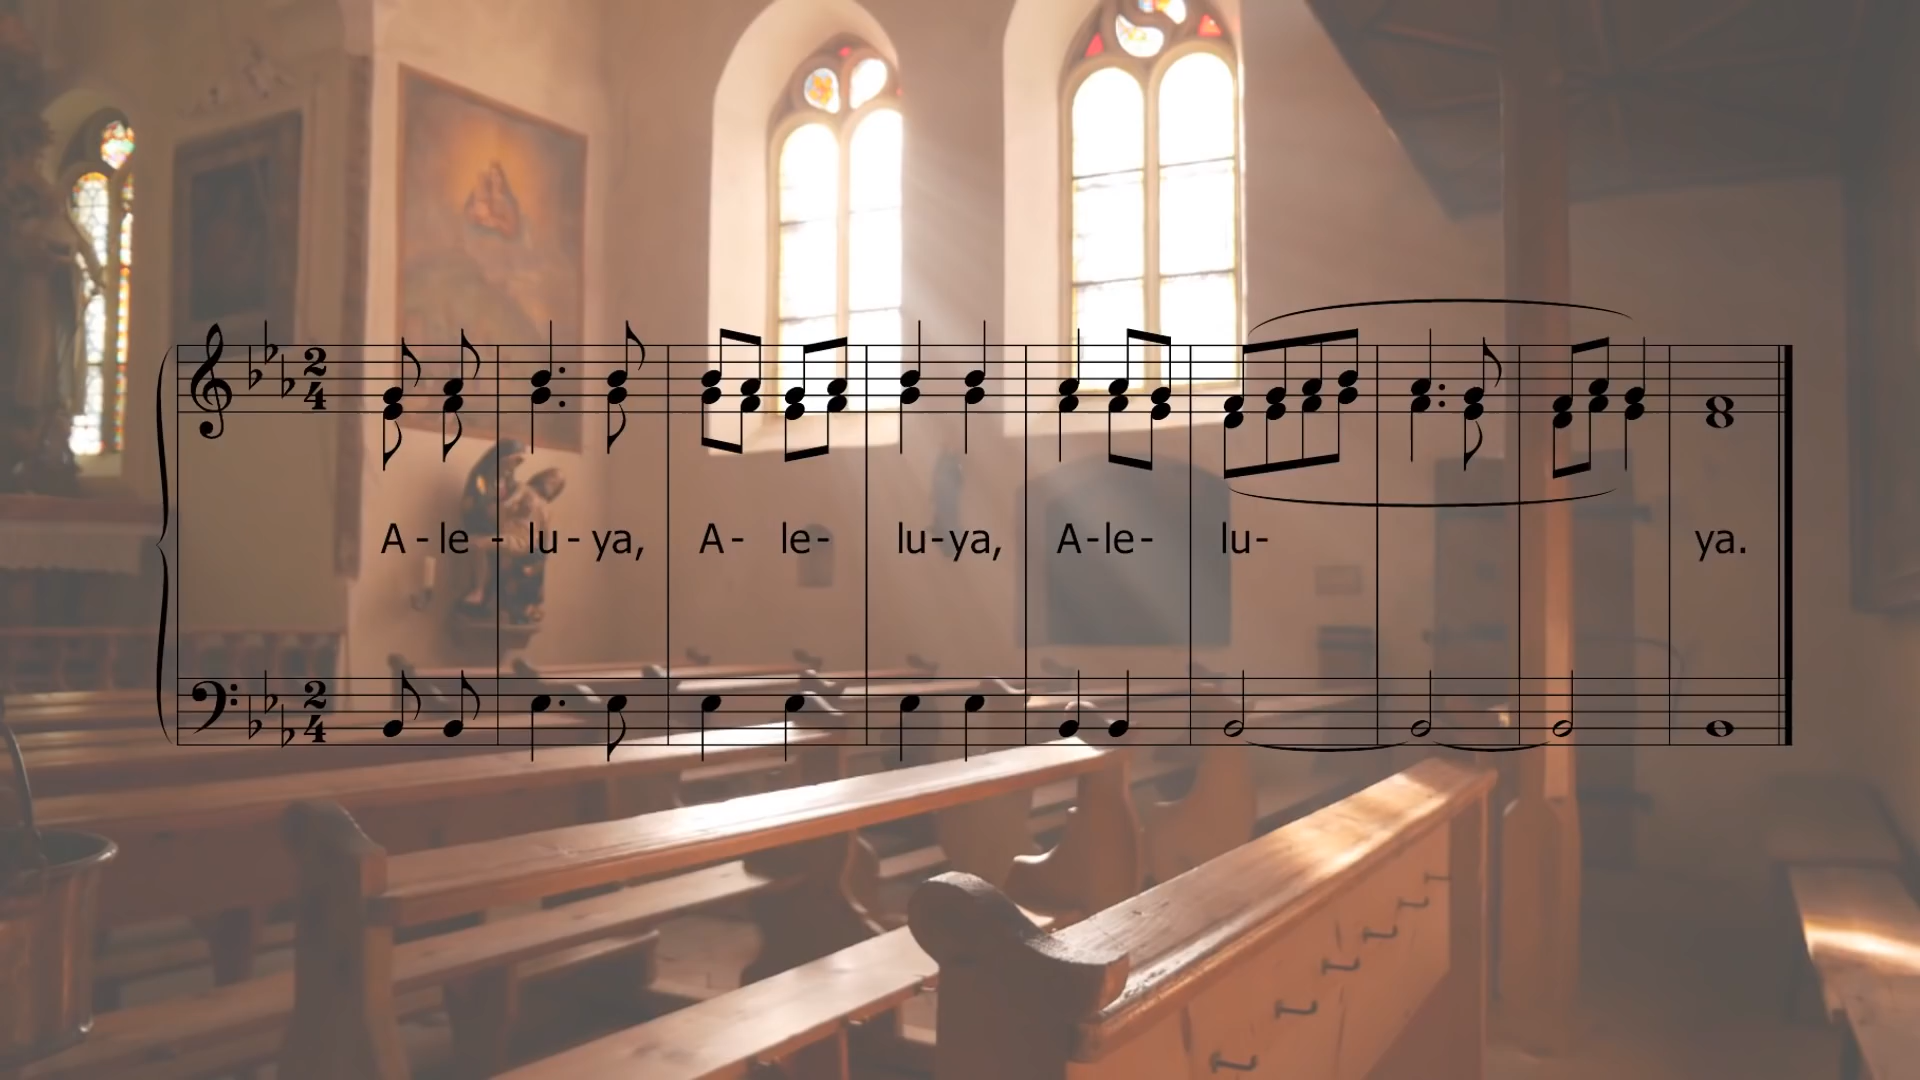 A - le - lu - ya, A - le- lu-ya, A-le- lu- ya.